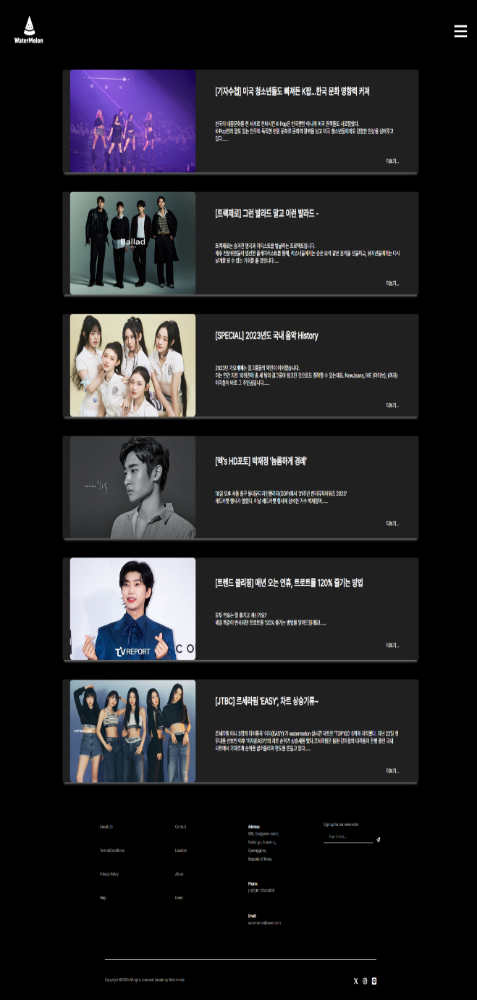 WaterMelon
[기자수첩] 미국 청소년들도 빠져든 K팝...한국 문화 영향력 커져
한국의 대중문화를 전 세계로 전파시킨 K-Pop은 한국뿐만 아니라 미국 관객들도 사로잡았다.
K-Pop만의 절도 있는 안무와 독특한 팬덤 문화로 문화의 장벽을 넘고 미국 청소년들에게도 강렬한 인상을 심어주고
있다.....
더보기...
[트랙제로] 그런 발라드 말고 이런 발라드 -
Ballad
트랙제로는 숨겨진 명곡과 아티스트를 발굴하는 프로젝트입니다.
매주 전문위원들이 엄선한 플레이리스트를 통해, 리스너들에게는 숨은 보석 같은 음악을 선물하고, 뮤지션들에게는 다시
날개를 달 수 있는 기회를 줄 것입니다.....
더보기...
[SPECIAL] 2023년도 국내 음악 History
2023년 가요계에는 걸그룹들의 약진이 이어졌습니다.
이는 연간 차트 10위권에 총 세 팀의 걸그룹이 랭크된 것으로도 짐작할 수 있는데요. NewJeans, IVE (아이브), (여자)
아이들이 바로 그 주인공입니다.....
더보기...
[엑's HD포토] 박재정 '늠름하게 경례'
18일 오후 서울 중구 동대문디자인플라자(DDP)에서 '31주년 한터뮤직어워즈 2023'
레드카펫 행사가 열렸다. 이날 레드카펫 행사에 참석한 가수 박재정이.....
더보기...
[트렌드 클리핑] 매년 오는 연휴, 트로트를 120% 즐기는 방법
모두 연휴는 잘 즐기고 계신가요?
매일 똑같이 반복되면 트로트를 120% 즐기는 방법을 알려드릴게요!.....
TV REPORT
더보기...
[JTBC] 르세라핌 'EASY', 차트 상승기류~
르세라핌 미니 3집의 타이틀곡 '이지(EASY)'가 watermelon 실시간 차트인 'TOP100' 6위에 자리했다. 지난 22일 첫
무대를 선보인 이후 '이지(EASY)'의 차트 순위가 상승세를 탔다.르세라핌은 음원 강자들의 대격돌이 진행 중인 국내
차트에서 가파르게 순위를 끌어올리며 판도를 흔들고 있다.....
더보기...
About US
Contact
Address:
Sign up for our newsletter
Your E-mail...
Paldal-gu, Suwon-si,
Gyeonggi-do,
Republic of Korea
Terms&Conditions
Location
Privacy Policy
About
Phone:
(+82)10 1234 5678
Help
Event
Email:
watermelon@naver.com
Copyright ©2024 All rights reserved | made by Watermelon